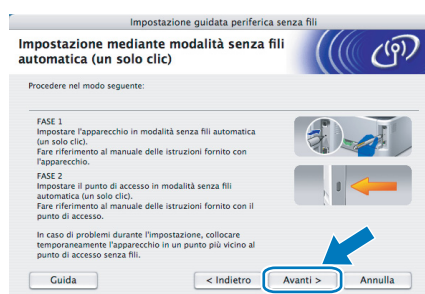 Impostazione guidata periferica senza fili
Impostazione mediante modalità senza fili
automatica (un solo clic)
Procedere nel modo seguente:
FASE 1
Impostare l'apparecchio in modalità senza fili automatica
(un solo clic).
Fare riferimento al manuale delle istruzioni fornito con
l'apparecchio.
FASE 2
Impostare il punto di accesso in modalità senza fili
automatica (un solo clic).
Fare riferimento al manuale delle istruzioni fornito con il
punto di accesso.
In caso di problemi durante l'impostazione, collocare
temporaneamente l'apparecchio in un punto più vicino al
punto di accesso senza fili.
Guida
< Indietro
Avanti >
Annulla